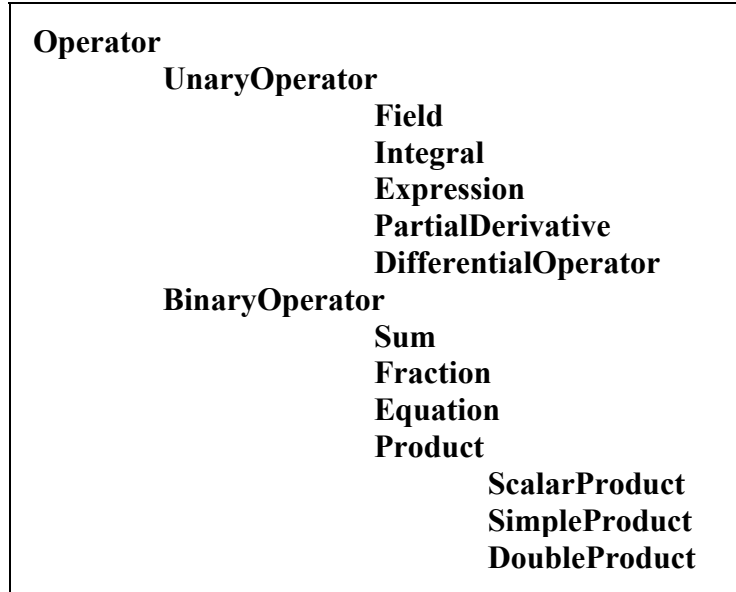 Operator
UnaryOperator
Field
Integral
Expression
PartialDerivative
DifferentialOperator
BinaryOperator
Sum
Fraction
Equation
Product
ScalarProduct
SimpleProduct
DoubleProduct